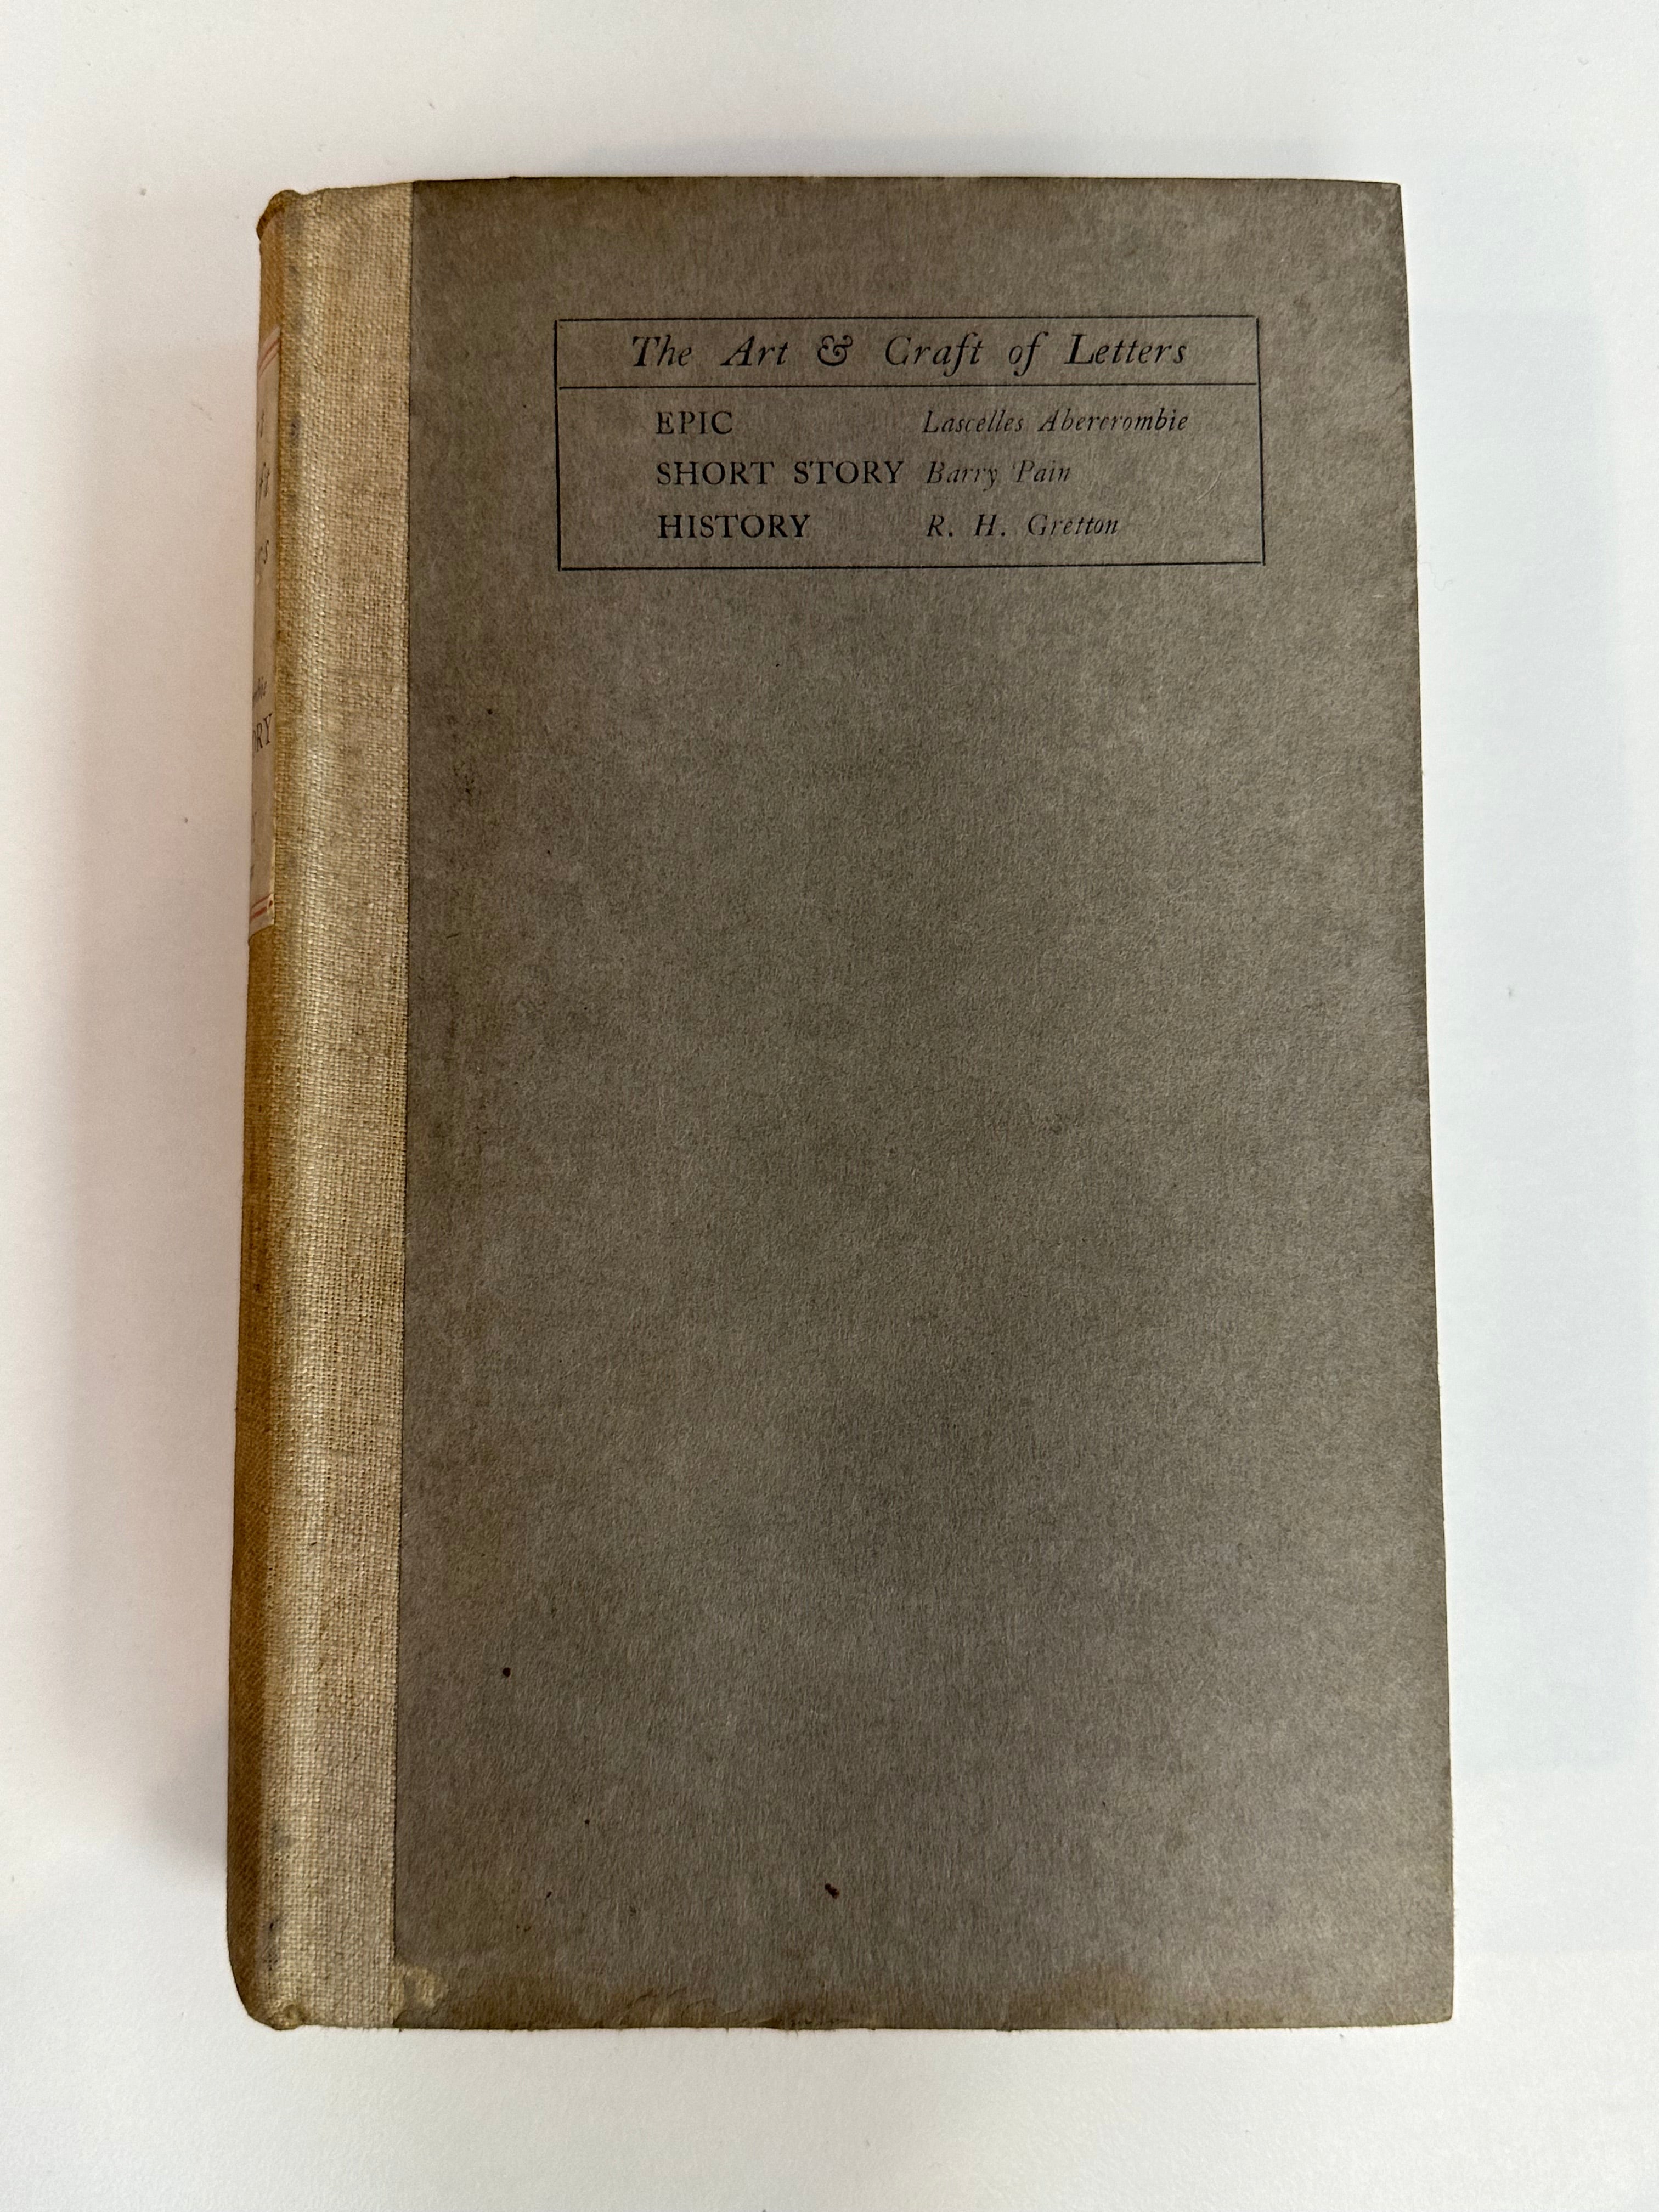 The Art & Craft of Letters
EPIC Lascelles Abercrombie
SHORT STORY Barry Pain
HISTORY R. H. Gretton